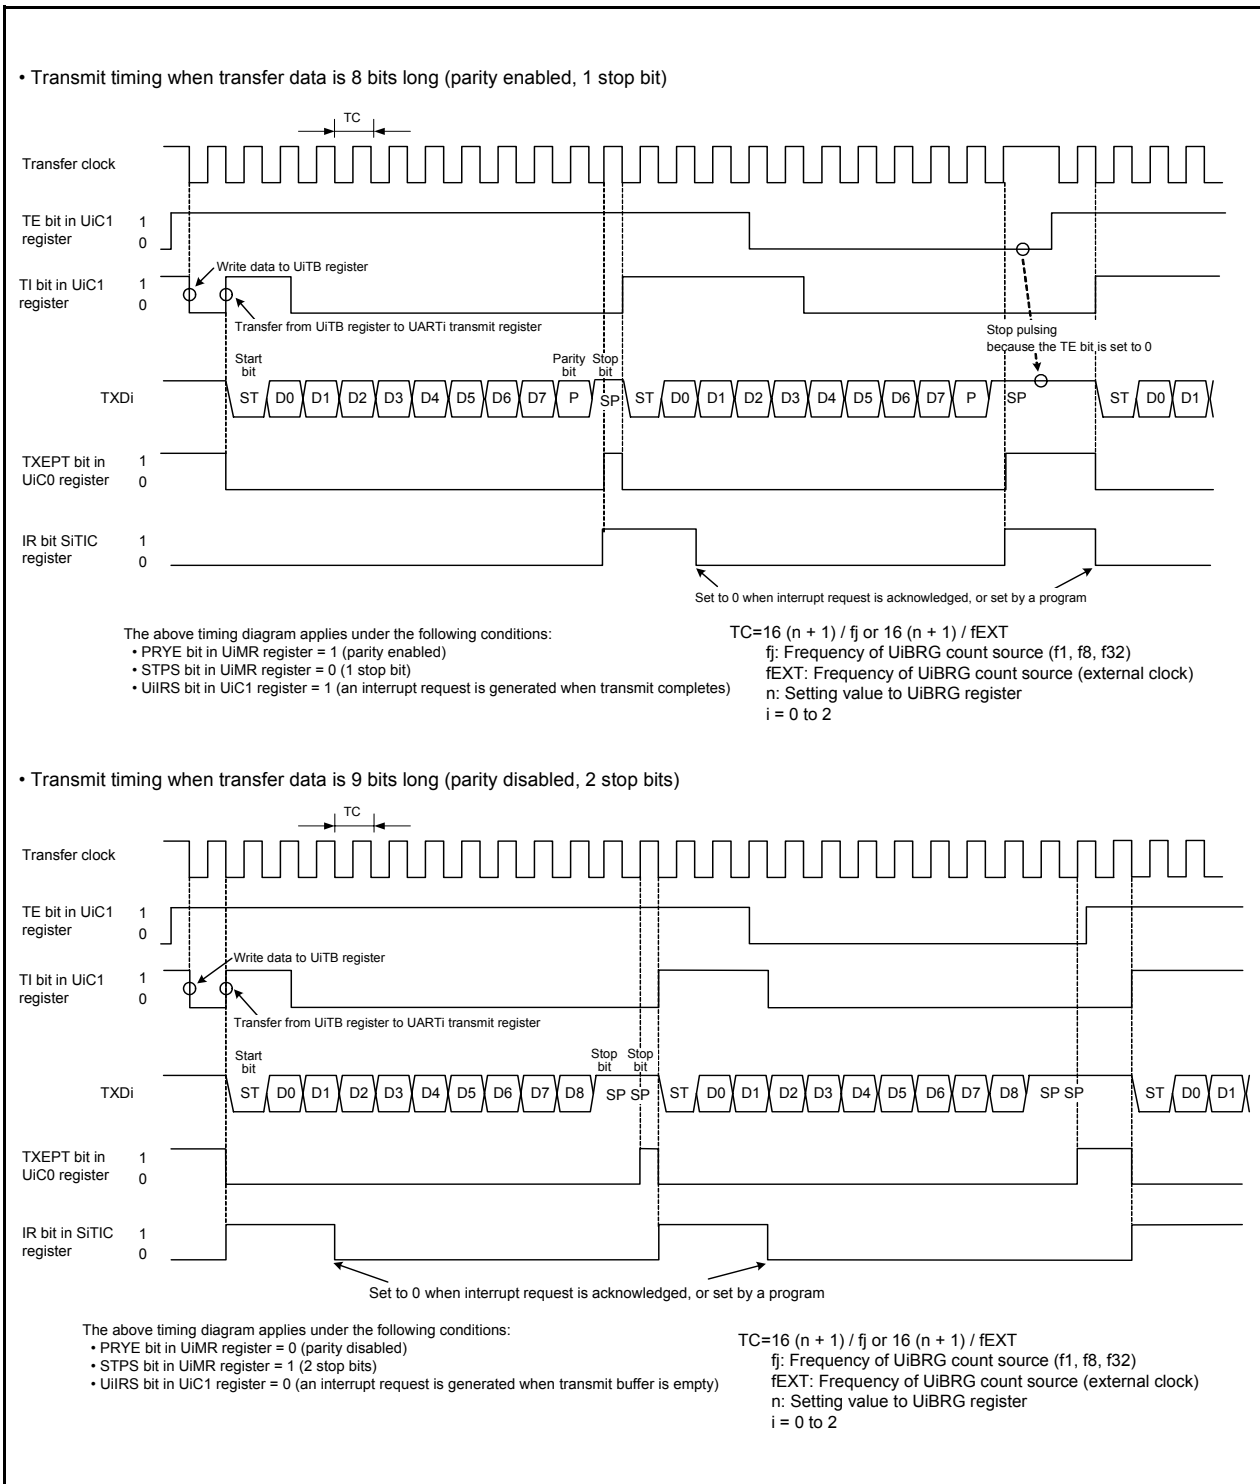 • Transmit timing when transfer data is 8 bits long (parity enabled, 1 stop bit)
TC
Transfer clock
TE bit in UiC1 register 1 0
Write data to UiTB register
TI bit in UiC1 register 1 0
Transfer from UiTB register to UARTi transmit register
Stop pulsing
because the TE bit is set to 0
Start bit
Parity bit
Stop bit
TXDi ST D0 D1 D2 D3 D4 D5 D6 D7 P SP ST D0 D1 D2 D3 D4 D5 D6 D7 P SP ST D0 D1
TXEPT bit in UiC0 register 1 0
IR bit SiTIC register 1 0
Set to 0 when interrupt request is acknowledged, or set by a program
The above timing diagram applies under the following conditions:
• PRYE bit in UiMR register = 1 (parity enabled)
• STPS bit in UiMR register = 0 (1 stop bit)
• UiIRS bit in UiC1 register = 1 (an interrupt request is generated when transmit completes)
TC=16 (n + 1) / fj or 16 (n + 1) / fEXT
fj: Frequency of UiBRG count source (f1, f8, f32)
fEXT: Frequency of UiBRG count source (external clock)
n: Setting value to UiBRG register
i = 0 to 2
• Transmit timing when transfer data is 9 bits long (parity disabled, 2 stop bits)
TC
Transfer clock
TE bit in UiC1 register 1 0
Write data to UiTB register
TI bit in UiC1 register 1 0
Transfer from UiTB register to UARTi transmit register
Start bit
Stop bit
Stop bit
TXDi ST D0 D1 D2 D3 D4 D5 D6 D7 D8 SP SP ST D0 D1 D2 D3 D4 D5 D6 D7 D8 SP SP ST D0 D1
TXEPT bit in UiC0 register 1 0
IR bit in SiTIC register 1 0
Set to 0 when interrupt request is acknowledged, or set by a program
The above timing diagram applies under the following conditions:
• PRYE bit in UiMR register = 0 (parity disabled)
• STPS bit in UiMR register = 1 (2 stop bits)
• UiIRS bit in UiC1 register = 0 (an interrupt request is generated when transmit buffer is empty)
TC=16 (n + 1) / fj or 16 (n + 1) / fEXT
fj: Frequency of UiBRG count source (f1, f8, f32)
fEXT: Frequency of UiBRG count source (external clock)
n: Setting value to UiBRG register
i = 0 to 2